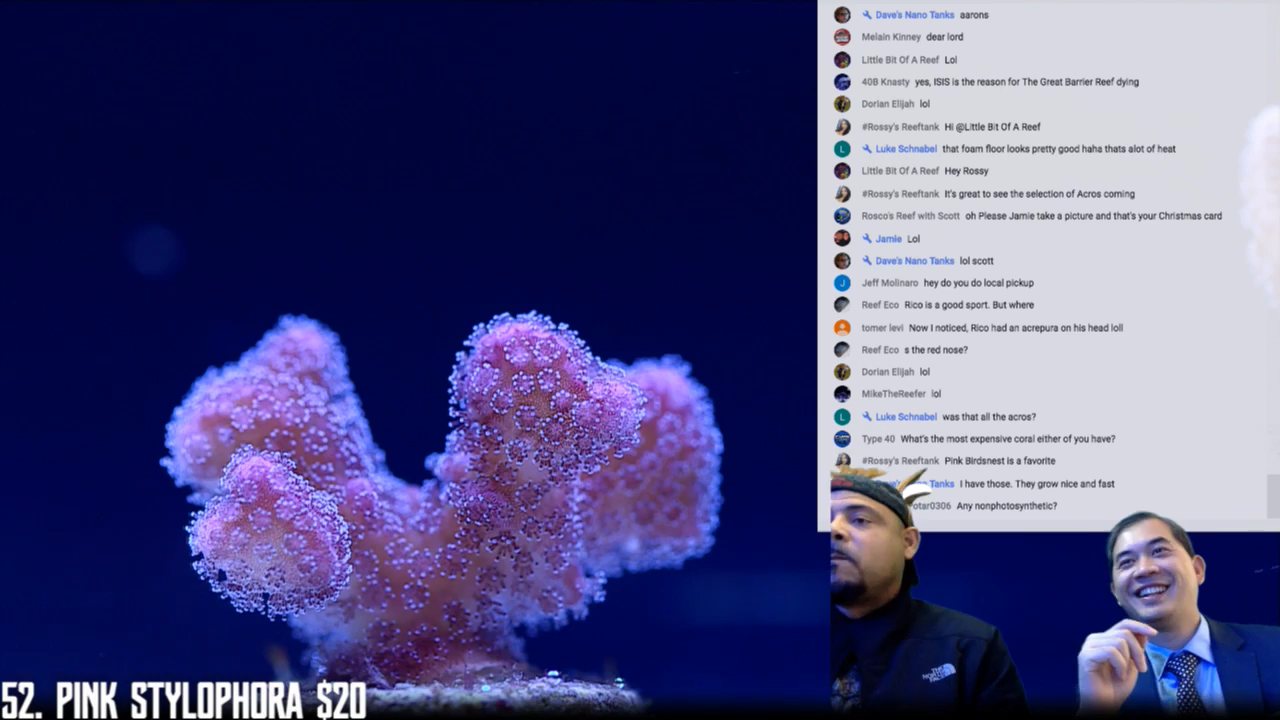 Dave's Nano Tanks aarons
Melain Kinney dear lord
Little Bit Of A Reef Lol
40B Knasty yes, ISIS is the reason for The Great Barrier Reef dying
Dorian Elijah lol
#Rossy's Reeftank Hi @Little Bit Of A Reef
L Luke Schnabel that foam floor looks pretty good haha thats alot of heat
Little Bit Of A Reef Hey Rossy
#Rossy's Reeftank It's great to see the selection of Acros coming
Rosco's Reef with Scott oh Please Jamie take a picture and that's your Christmas card
Jamie Lol
Dave's Nano Tanks lol scott
J Jeff Molinaro hey do you do local pickup
Reef Eco Rico is a good sport. But where
tomer levi Now I noticed, Rico had an acrepura on his head loll
Reef Eco s the red nose?
Dorian Elijah lol
MikeTheReefer lol
L Luke Schnabel was that all the acros?
Type 40 What's the most expensive coral either of you have?
#Rossy's Reeftank Pink Birdsnest is a favorite
Tanks I have those. They grow nice and fast
otar0306 Any nonphotosynthetic?
THE NORTH FACE
52. PINK STYLOPHORA $20